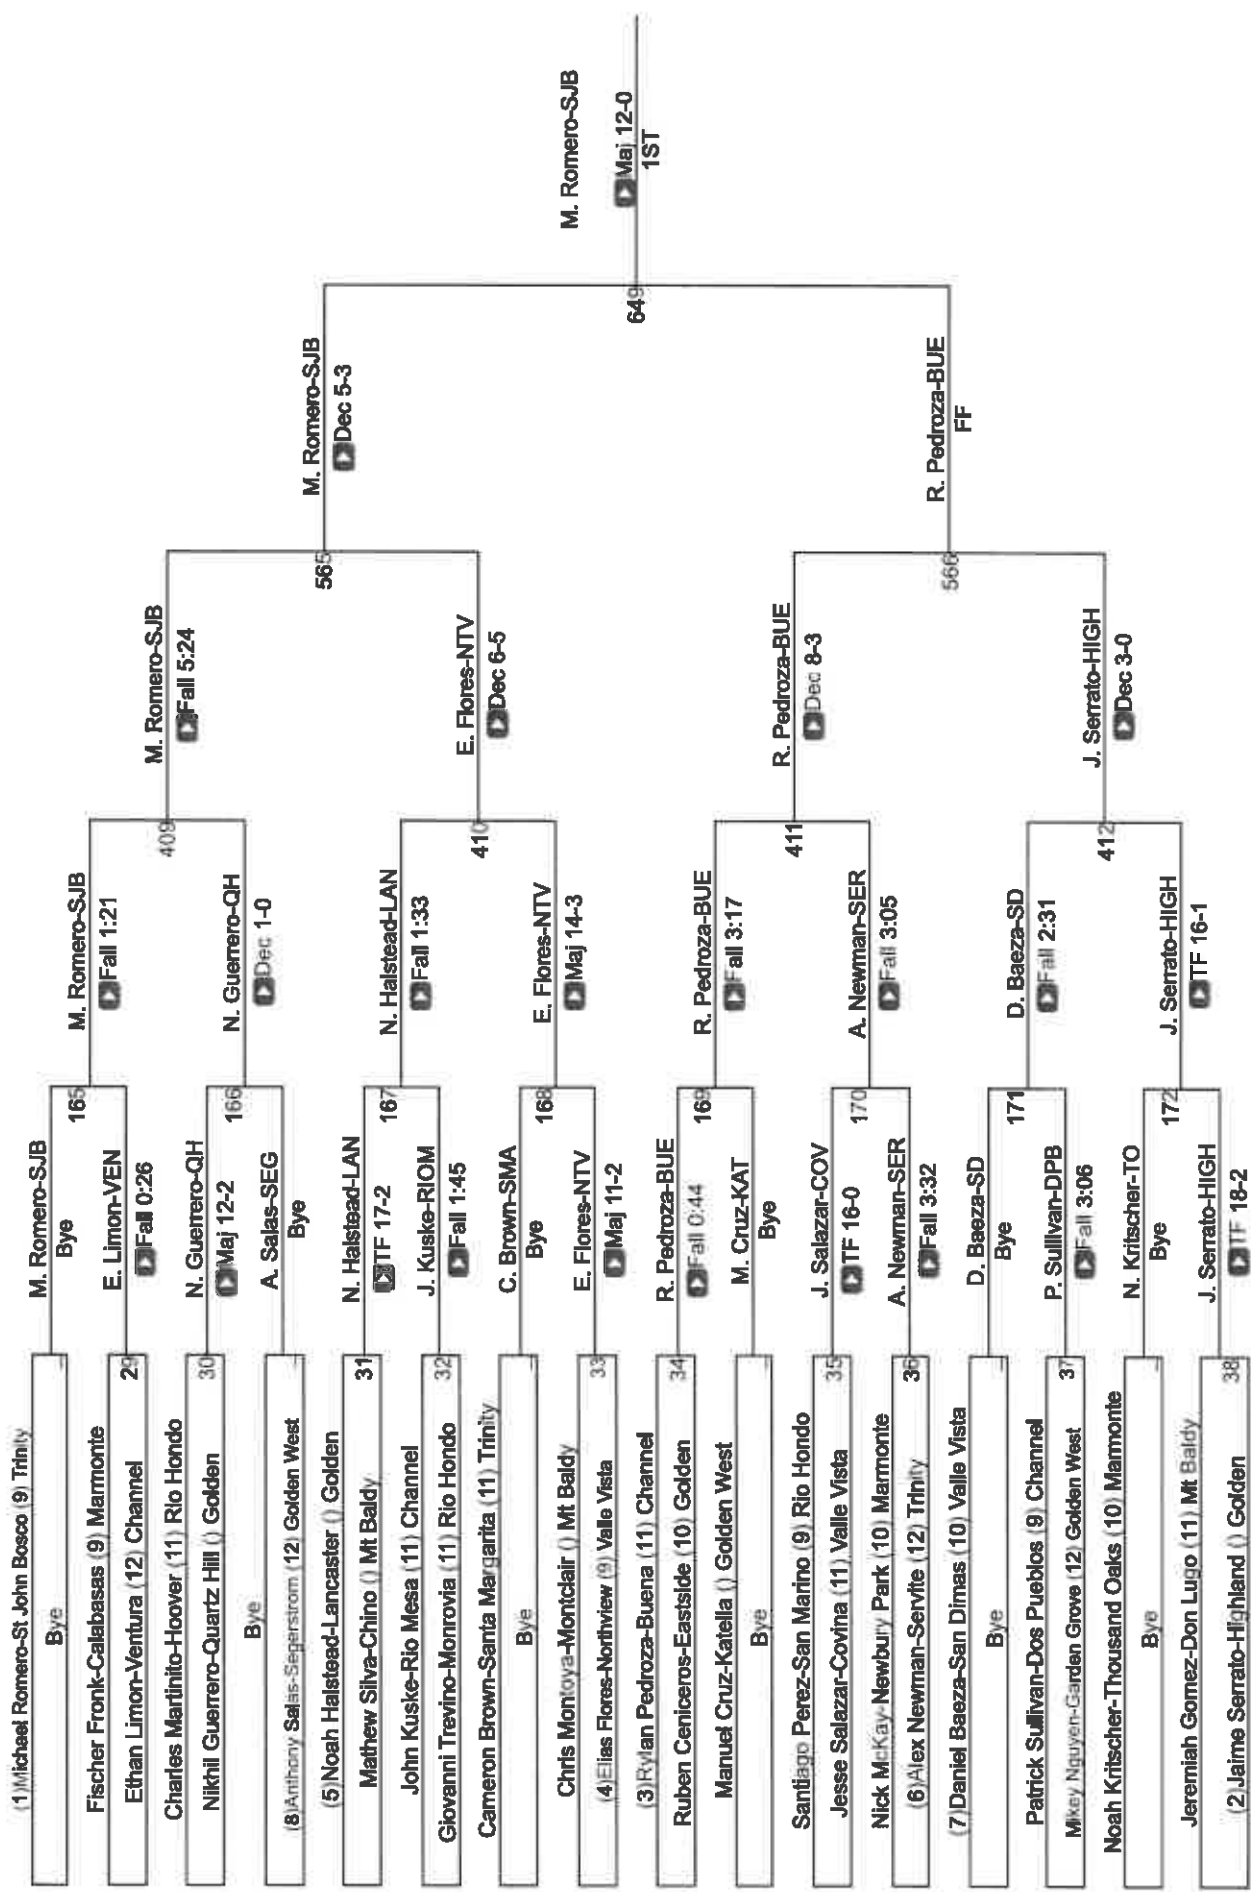 (1)Michael Romero-St John Bosco (9) Trinity
Bye
Fischer Fronk-Calabasas (9) Marmonte
29
Ethan Limon-Ventura (12) Channel
Charles Martinito-Hoover (11) Rio Hondo
30
Nikhil Guerrero-Quartz Hill () Golden
Bye
(8)Anthony Salas-Segerstrom (12) Golden West
(5)Noah Halstead-Lancaster () Golden
31
Mathew Silva-Chino () Mt Baldy
John Kuske-Rio Mesa (11) Channel
32
Giovanni Trevino-Monrovia (11) Rio Hondo
Cameron Brown-Santa Margarita (11) Trinity
Bye
Chris Montoya-Montclair () Mt Baldy
33
(4)Elias Flores-Northview (9) Valle Vista
(3)Rylan Pedroza-Buena (11) Channel
34
Ruben Ceniceros-Eastside (10) Golden
Manuel Cruz-Katella () Golden West
Bye
Santiago Perez-San Marino (9) Rio Hondo
35
Jesse Salazar-Covina (11) Valle Vista
Nick McKay-Newbury Park (10) Marmonte
36
(6)Alex Newman-Servite (12) Trinity
(7)Daniel Baeza-San Dimas (10) Valle Vista
Bye
Patrick Sullivan-Dos Pueblos (9) Channel
37
Mikey Nguyen-Garden Grove (12) Golden West
Noah Kritscher-Thousand Oaks (10) Marmonte
Bye
Jeremiah Gomez-Don Lugo (11) Mt Baldy
38
(2)Jaime Serrato-Highland () Golden
M. Romero-SJB
Bye
165
E. Limon-VEN
Fall 0:26
N. Guerrero-QH
Maj 12-2
166
A. Salas-SEG
Bye
N. Halstead-LAN
TF 17-2
167
J. Kuske-RIOM
Fall 1:45
C. Brown-SMA
Bye
168
E. Flores-NTV
Maj 11-2
R. Pedroza-BUE
Fall 0:44
169
M. Cruz-KAT
Bye
J. Salazar-COV
TF 16-0
170
A. Newman-SER
Fall 3:32
D. Baeza-SD
Bye
171
P. Sullivan-DPB
Fall 3:06
N. Kritscher-TO
Bye
172
J. Serrato-HIGH
TF 18-2
M. Romero-SJB
Fall 1:21
409
N. Guerrero-QH
Dec 1-0
N. Halstead-LAN
Fall 1:33
410
E. Flores-NTV
Maj 14-3
R. Pedroza-BUE
Fall 3:17
411
A. Newman-SER
Fall 3:05
D. Baeza-SD
Fall 2:31
412
J. Serrato-HIGH
TF 16-1
M. Romero-SJB
Fall 5:24
565
E. Flores-NTV
Dec 6-5
R. Pedroza-BUE
Dec 8-3
566
J. Serrato-HIGH
Dec 3-0
M. Romero-SJB
Dec 5-3
649
R. Pedroza-BUE
FF
M. Romero-SJB
Maj 12-0
1ST